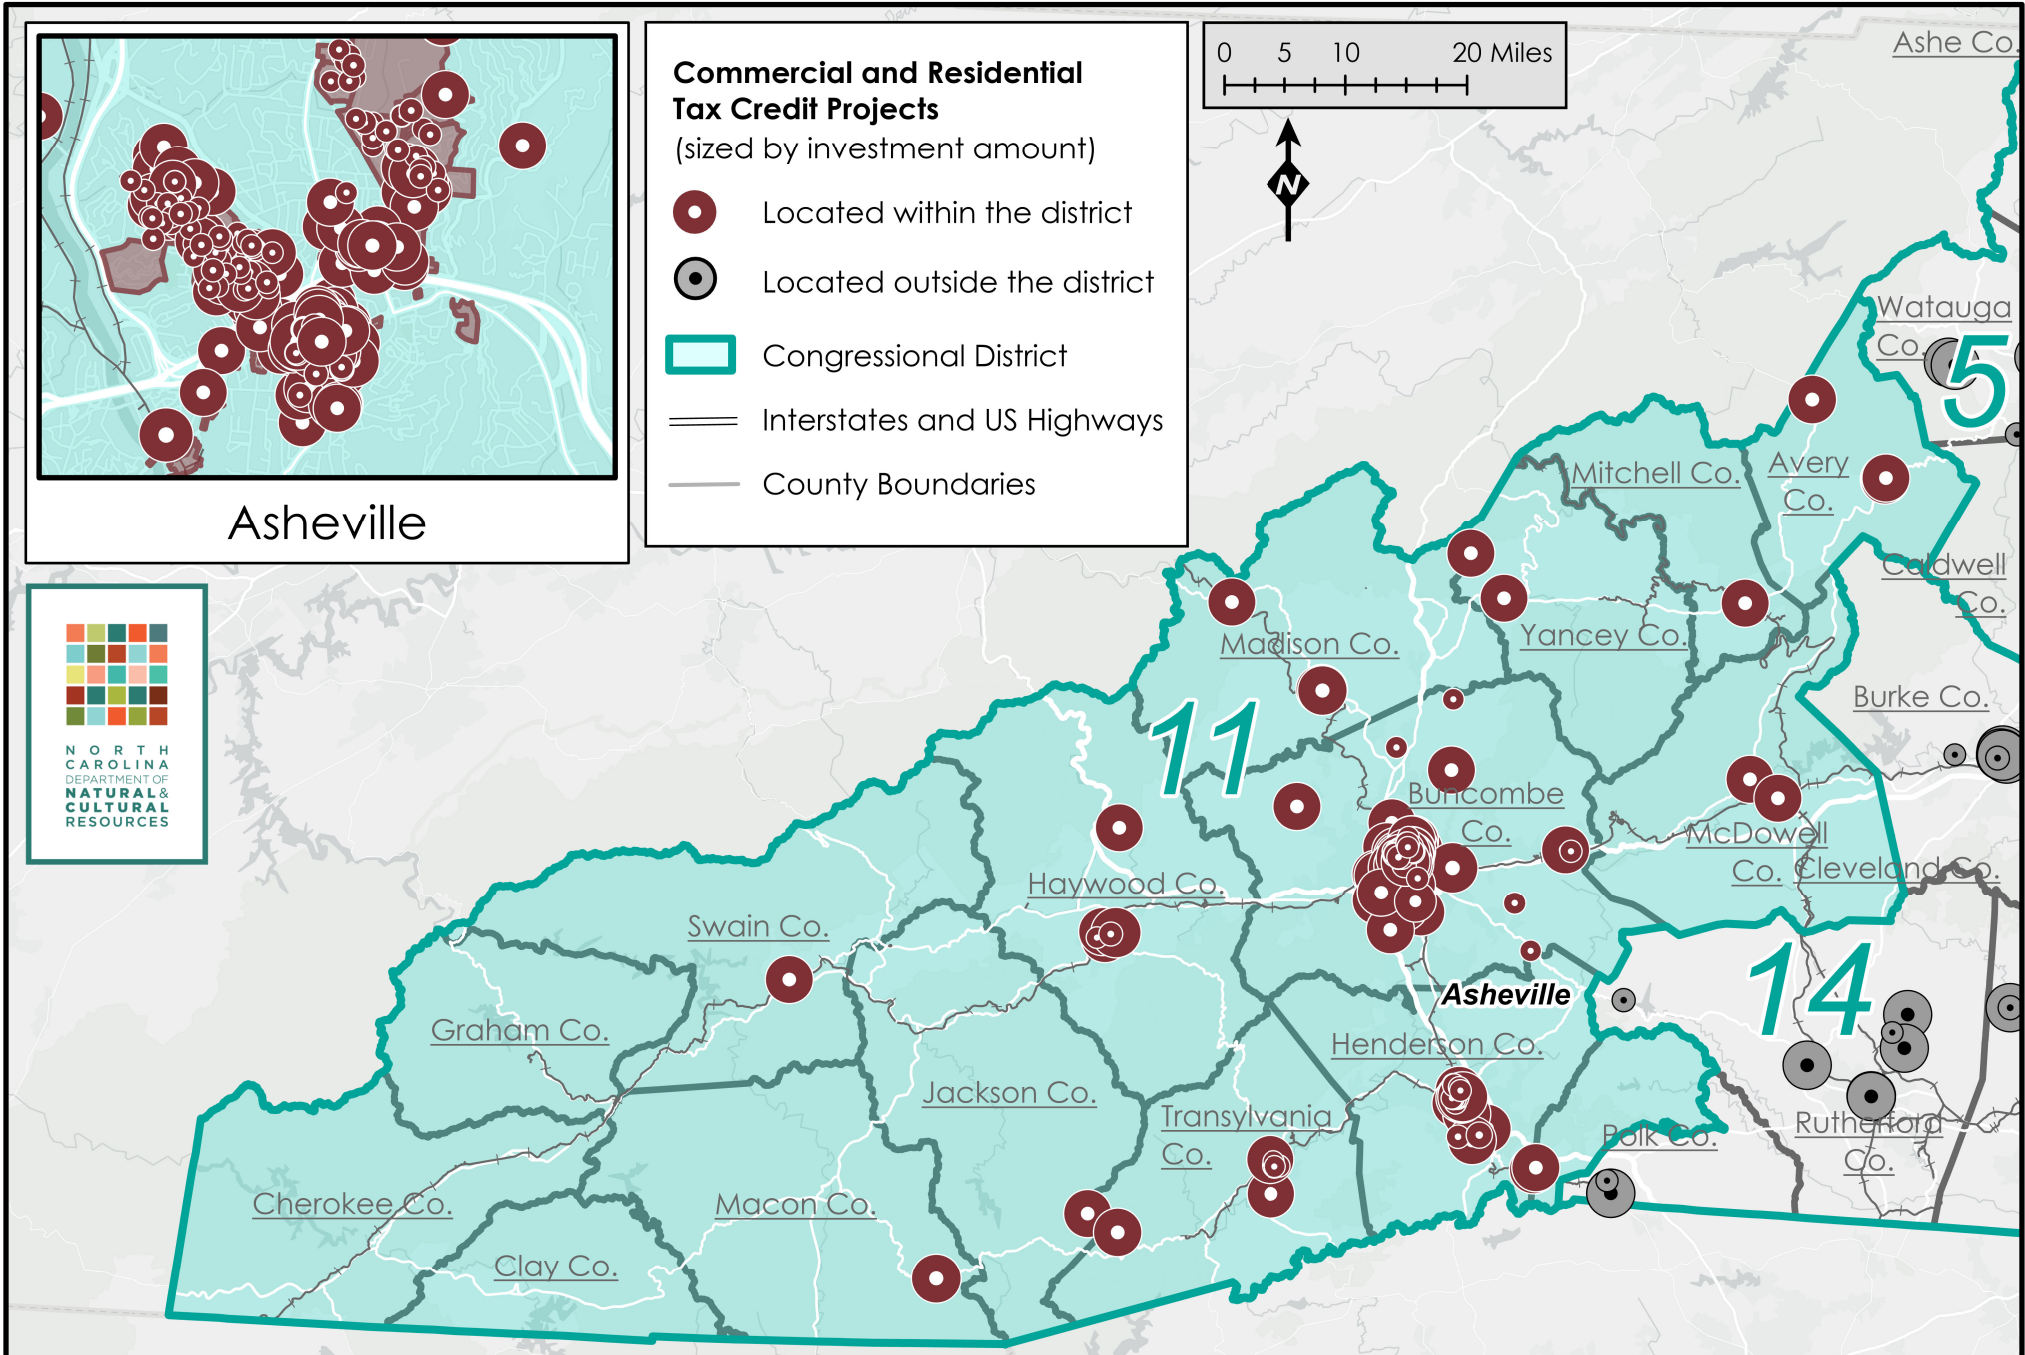 Asheville
Commercial and Residential
Tax Credit Projects
(sized by investment amount)
Located within the district
Located outside the district
Congressional District
Interstates and US Highways
County Boundaries
0 5 10 20 Miles
N
NORTH
CAROLINA
DEPARTMENT OF
NATURAL &
CULTURAL
RESOURCES
Ashe Co.
Watauga
Co.
5
Mitchell Co.
Avery
Co.
Caldwell
Co.
Madison Co.
Yancey Co.
Burke Co.
11
Buncombe
Co.
McDowell
Co.
Cleveland Co.
Haywood Co.
Swain Co.
14
Asheville
Graham Co.
Henderson Co.
Jackson Co.
Transylvania
Co.
Polk Co.
Rutherford
Co.
Cherokee Co.
Macon Co.
Clay Co.